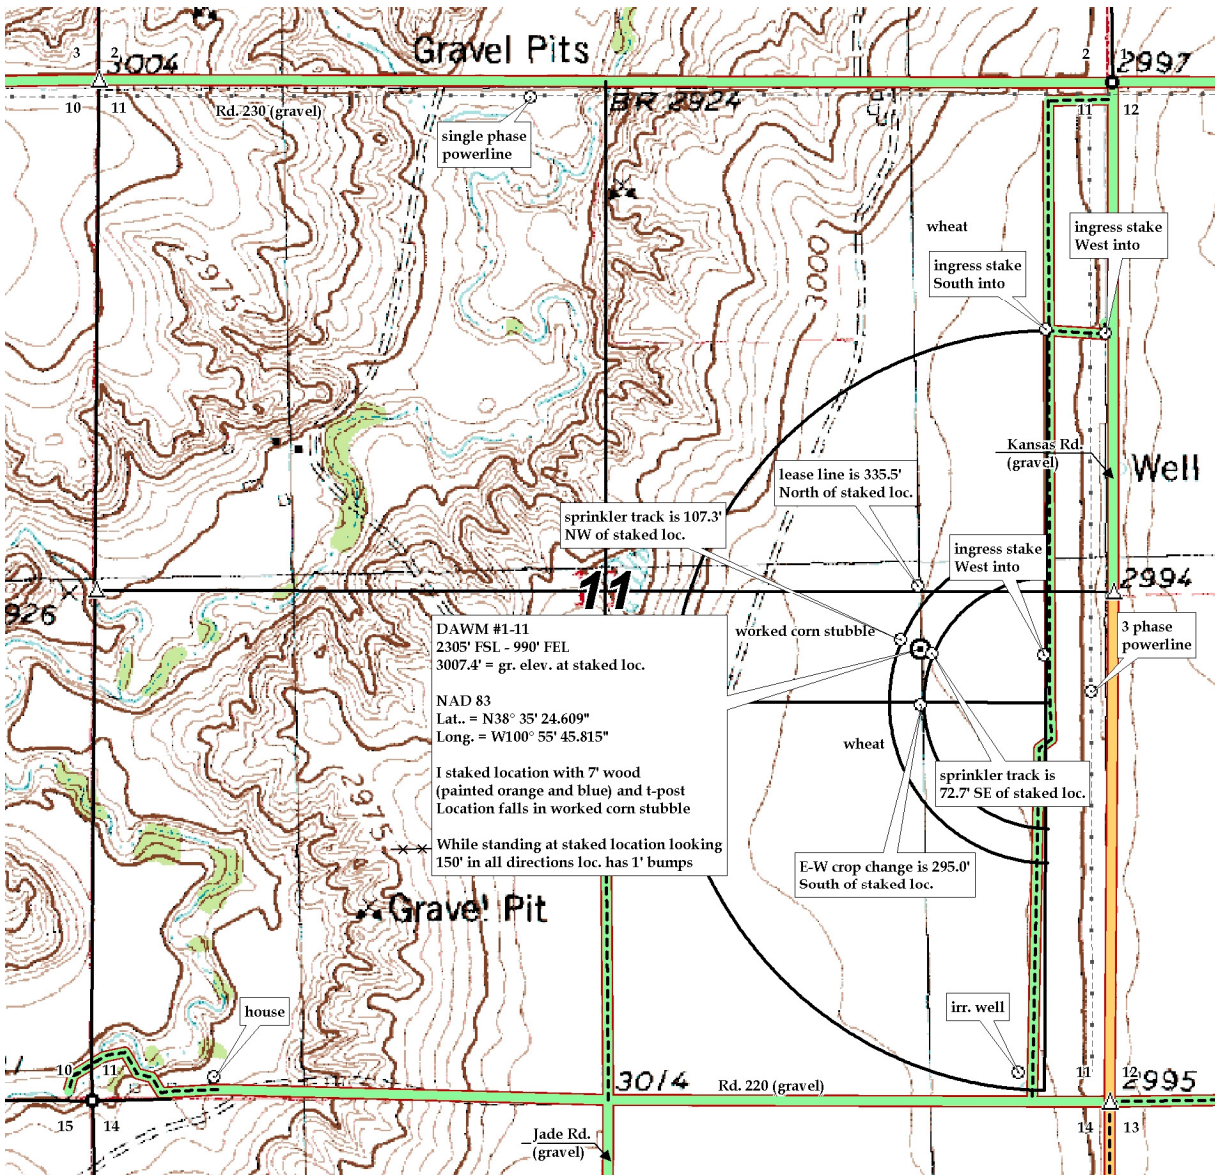 Gravel Pits
3
2
3004
2
1
2997
10
11
Rd. 230 (gravel)
BR 2924
11
12
single phase
powerline
wheat
ingress stake
West into
ingress stake
South into
2975
3000
Kansas Rd.
(gravel)
Well
lease line is 335.5'
North of staked loc.
sprinkler track is 107.3'
NW of staked loc.
ingress stake
West into
11
2994
926
DAWM #1-11
2305' FSL - 990' FEL
3007.4' = gr. elev. at staked loc.
NAD 83
Lat.. = N38° 35' 24.609"
Long. = W100° 55' 45.815"
I staked location with 7' wood
(painted orange and blue) and t-post
Location falls in worked corn stubble
While standing at staked location looking
150' in all directions loc. has 1' bumps
worked corn stubble
3 phase
powerline
wheat
sprinkler track is
72.7' SE of staked loc.
2975
E-W crop change is 295.0'
South of staked loc.
Gravel Pit
house
irr. well
10
11
3014
Rd. 220 (gravel)
11
12
2995
15
14
14
13
Jade Rd.
(gravel)